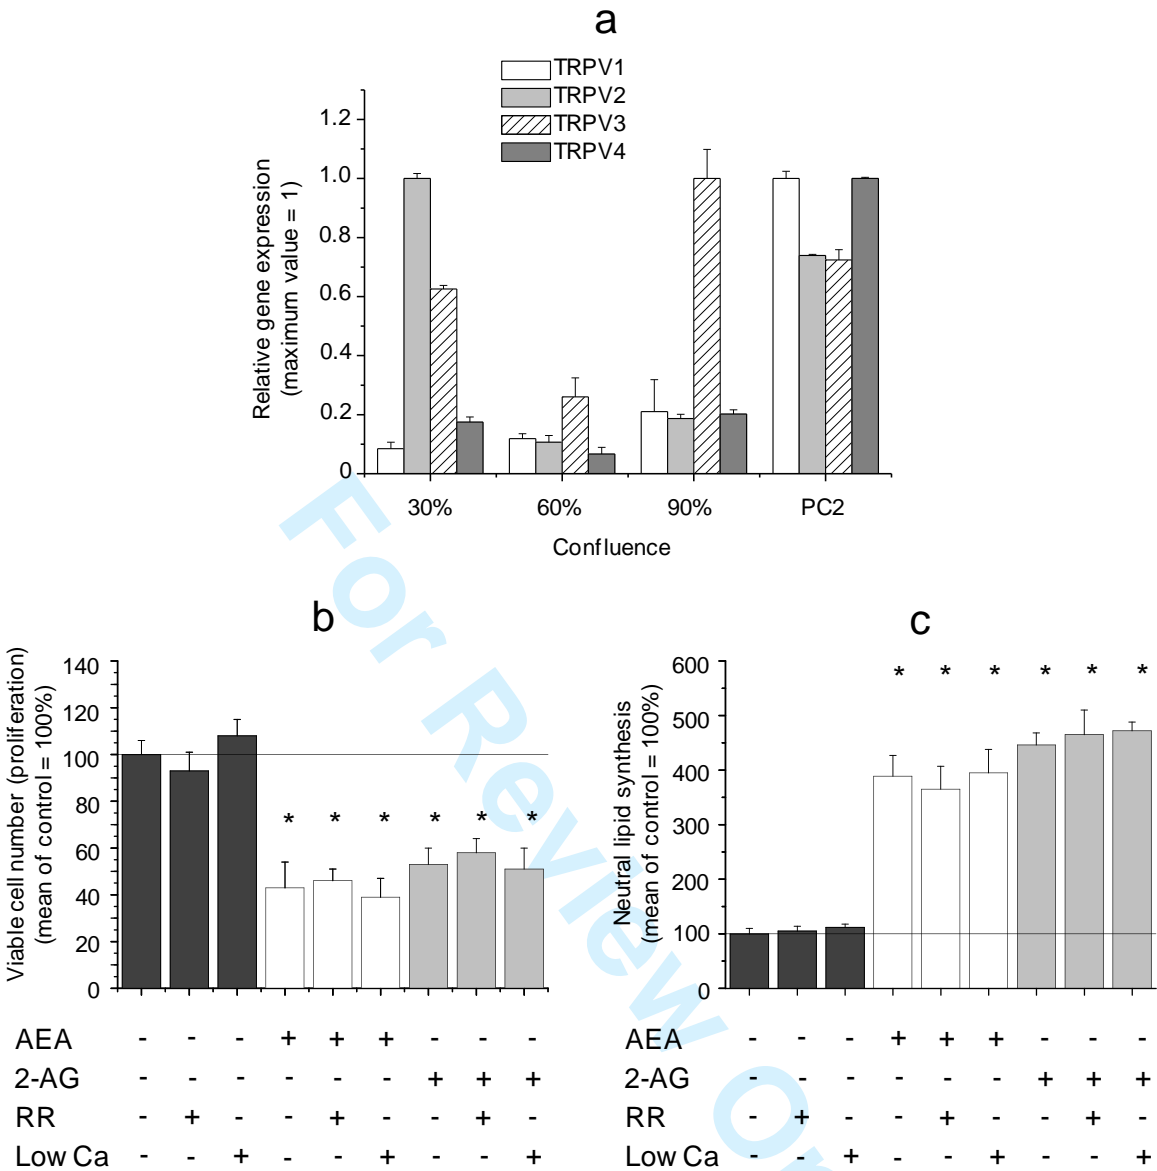 a
TRPV1
TRPV2
TRPV3
TRPV4
Relative gene expression
(maximum value = 1)
1.2
1.0
0.8
0.6
0.4
0.2
0
30% 60% 90% PC2
Confluence
b
Viable cell number (proliferation)
(mean of control = 100%)
140
120
100
80
60
40
20
0
* * * * * *
AEA - - - + + + - - -
2-AG - - - - - - + + +
RR - + - - + - - + -
Low Ca - - + - - + - - +
c
Neutral lipid synthesis
(mean of control = 100%)
600
500
400
300
200
100
0
* * * * * *
AEA - - - + + + - - -
2-AG - - - - - - + + +
RR - + - - + - - + -
Low Ca - - + - - + - - +
For Review On